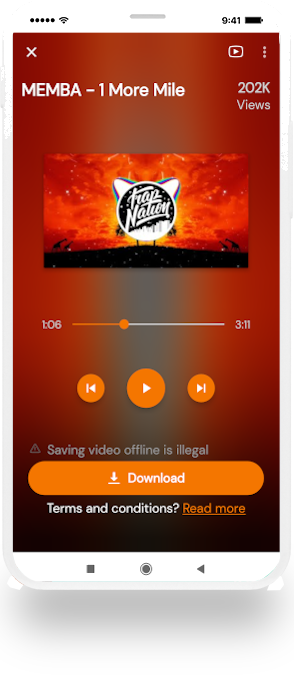 9:41
MEMBA - 1 More Mile
202K
Views
Trap
Nation
1:06
3:11
Saving video offline is illegal
Download
Terms and conditions? Read more